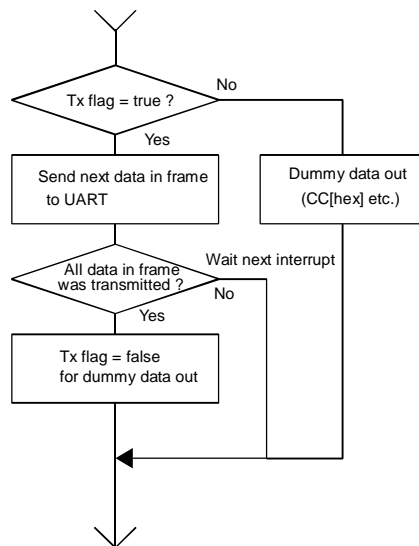 No
Tx flag = true ?
Yes
Send next data in frame
to UART
Dummy data out
(CC[hex] etc.)
All data in frame
was transmitted ?
Wait next interrupt
No
Yes
Tx flag = false
for dummy data out